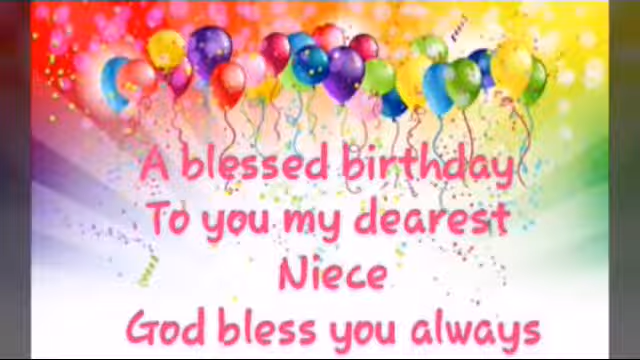 A blessed birthday
To you my dearest
Niece
God bless you always